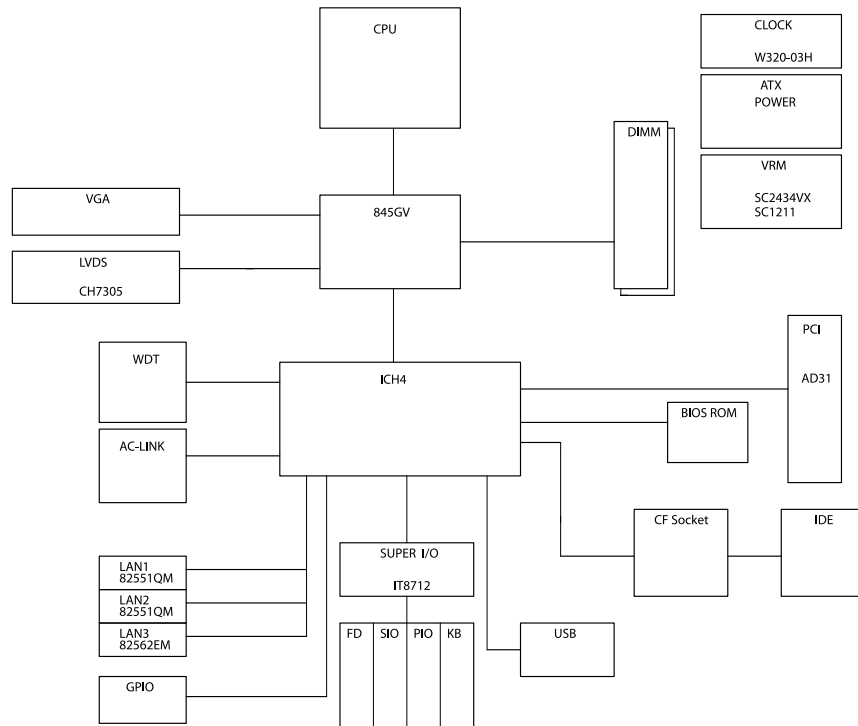 CPU
CLOCK
W320-03H
ATX
POWER
DIMM
VRM
SC2434VX
SC1211
VGA
845GV
LVDS
CH7305
PCI
AD31
WDT
ICH4
BIOS ROM
AC-LINK
CF Socket
IDE
SUPER I/O
IT8712
LAN1
82551QM
LAN2
82551QM
LAN3
82562EM
FD SIO PIO KB
USB
GPIO